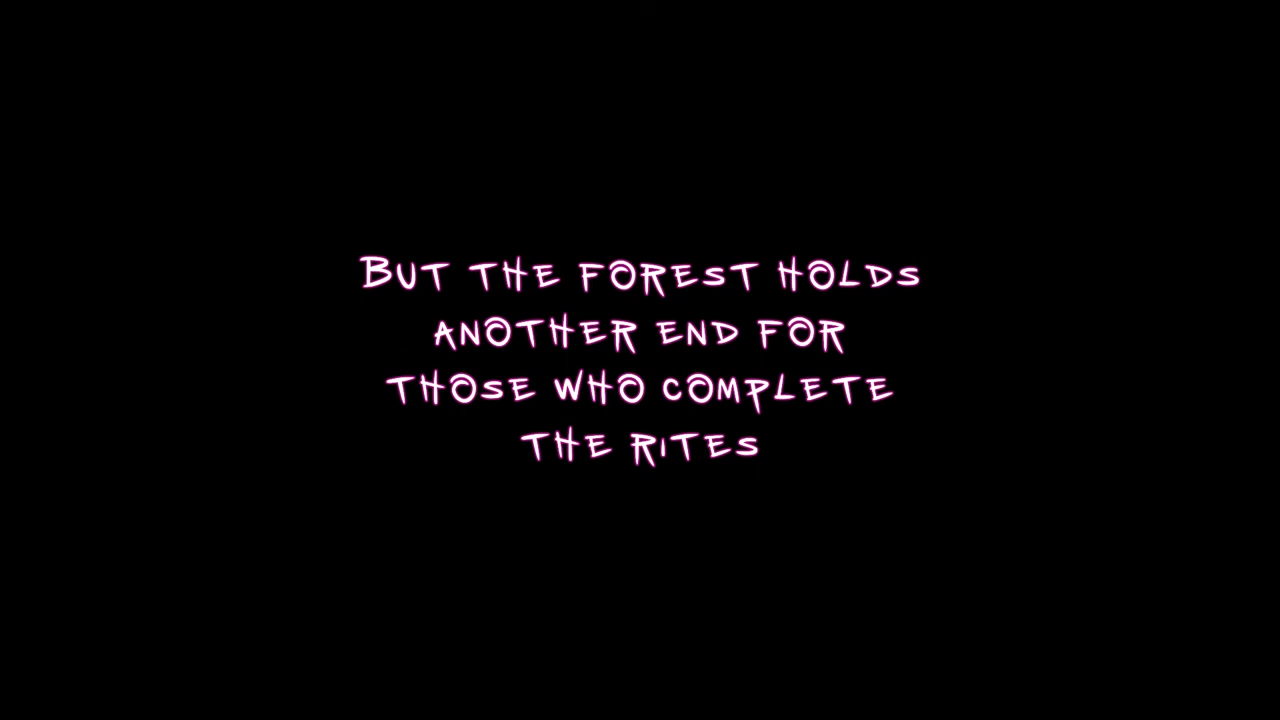 But the forest holds
another end for
those who complete
the rites